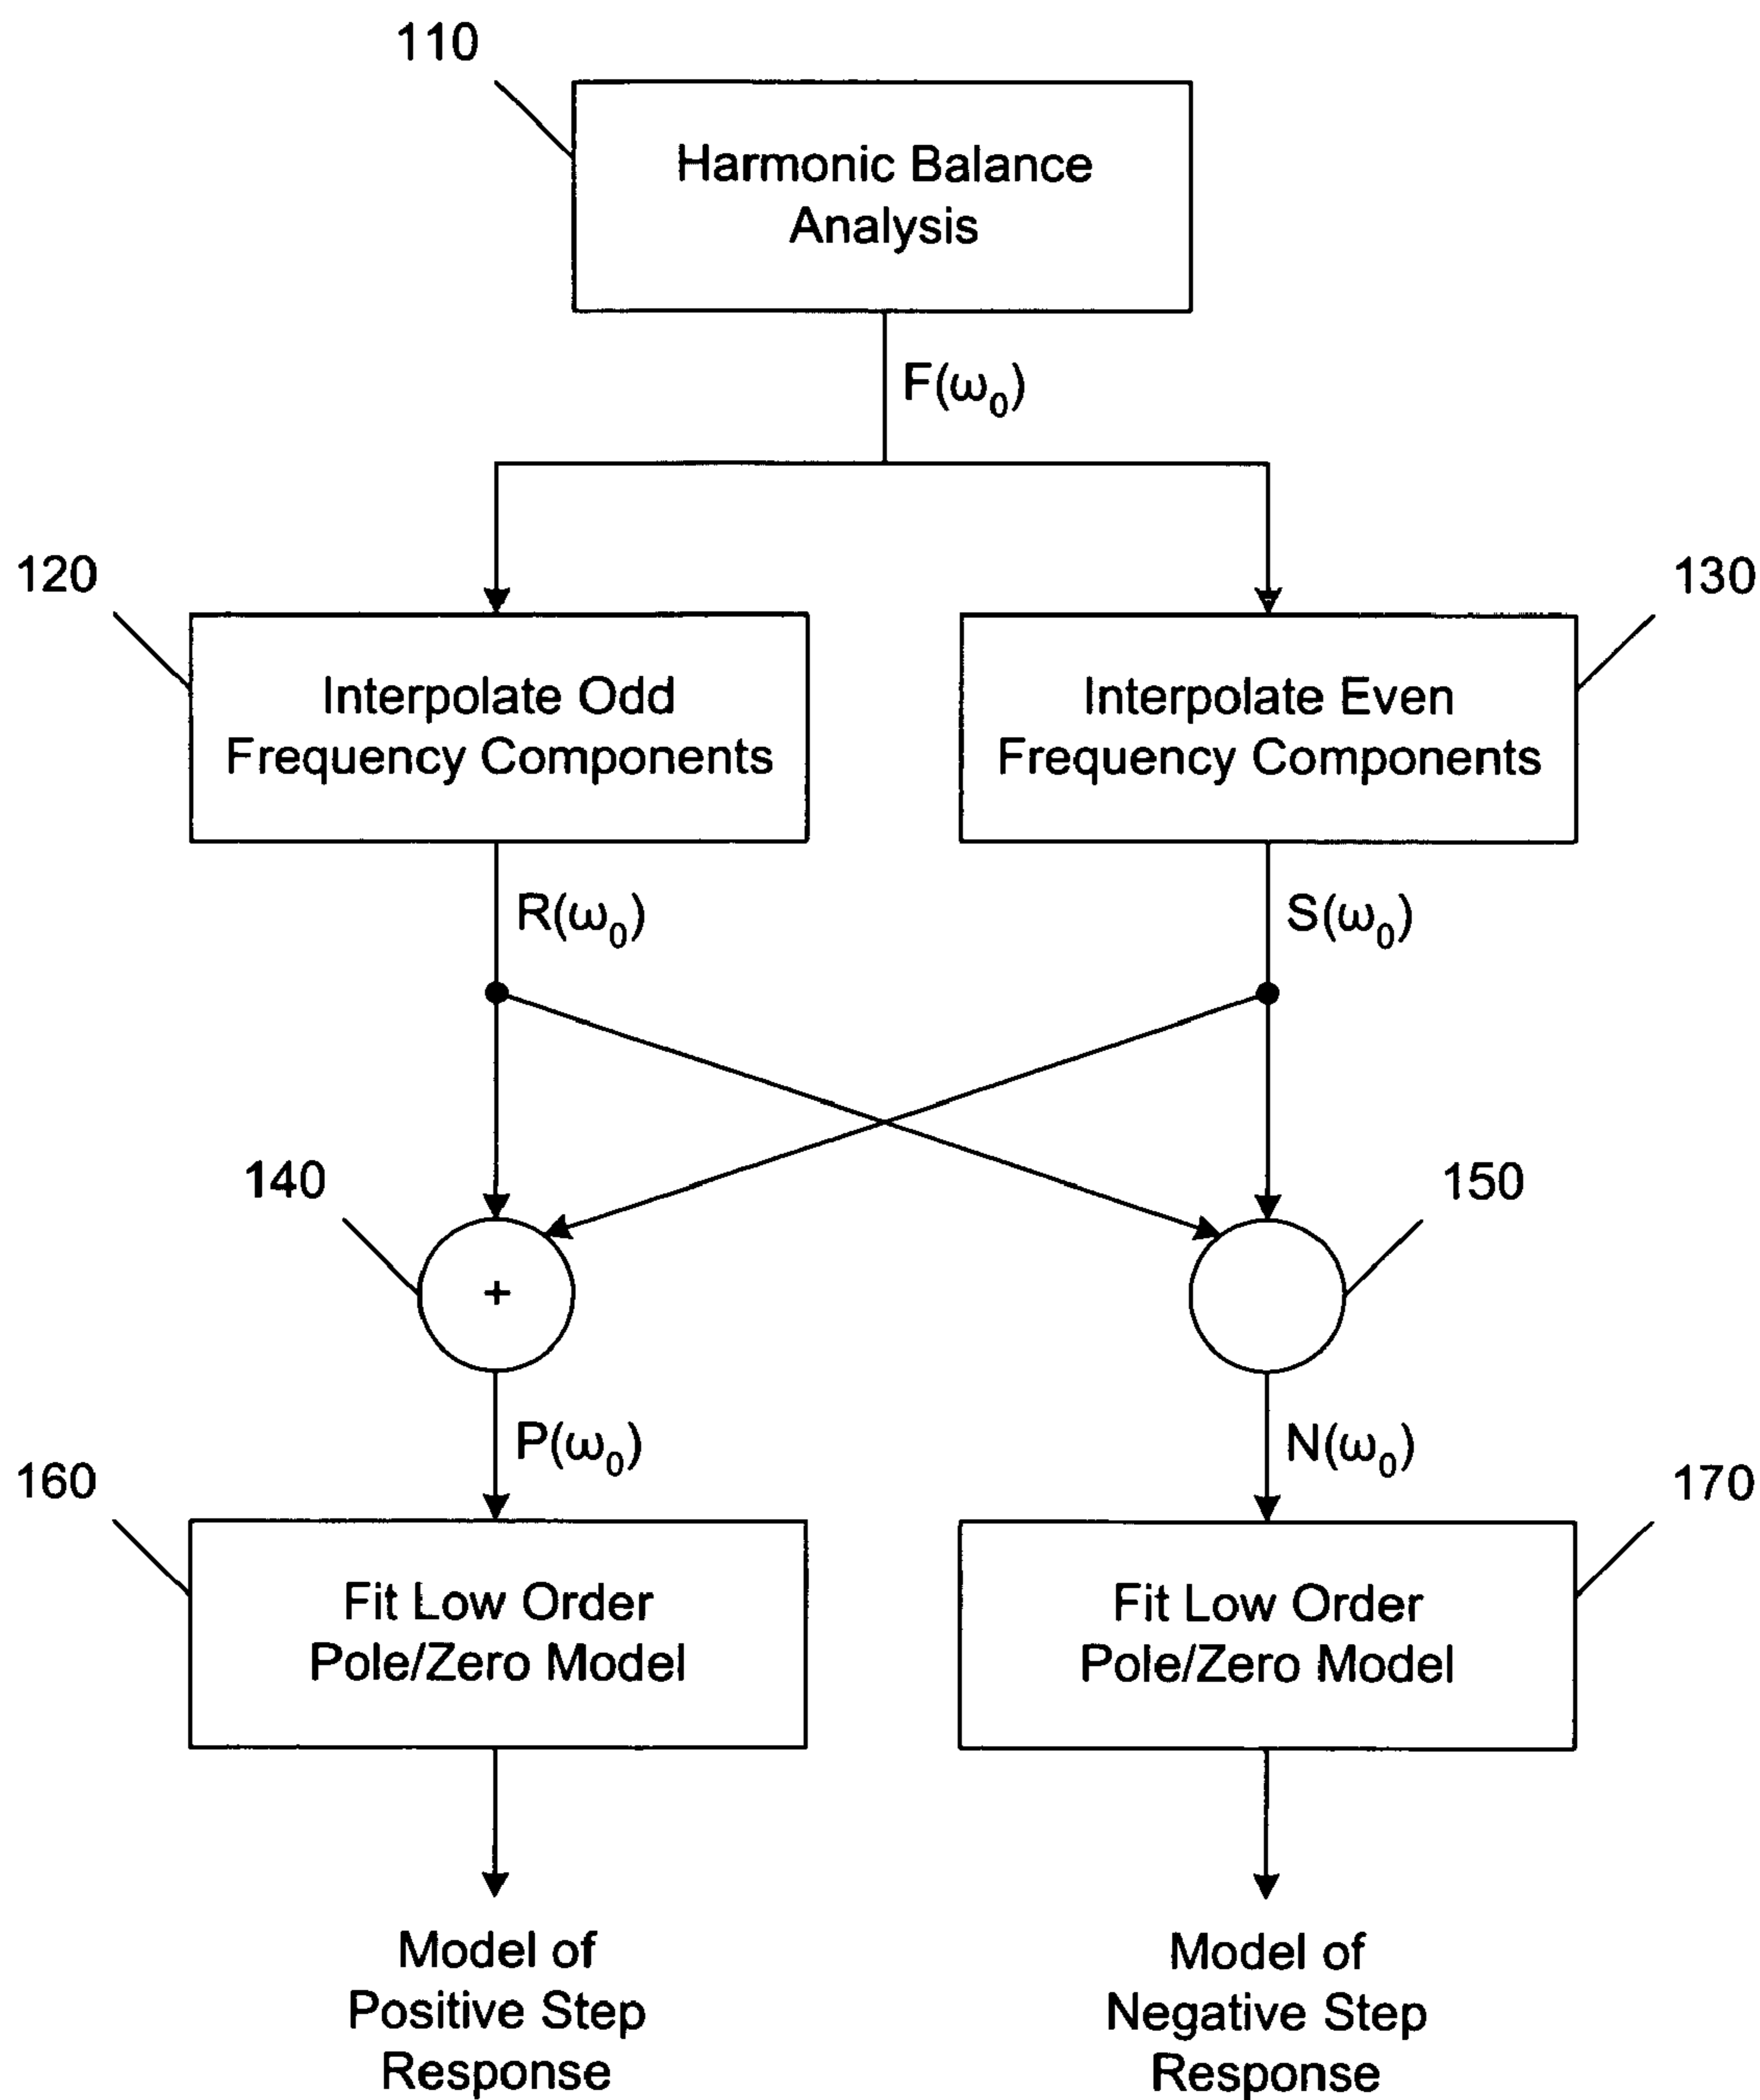 110
Harmonic Balance
Analysis
F(ω₀)
120
130
Interpolate Odd
Frequency Components
Interpolate Even
Frequency Components
R(ω₀)
S(ω₀)
140
150
+
P(ω₀)
N(ω₀)
160
170
Fit Low Order
Pole/Zero Model
Fit Low Order
Pole/Zero Model
Model of
Positive Step
Response
Model of
Negative Step
Response